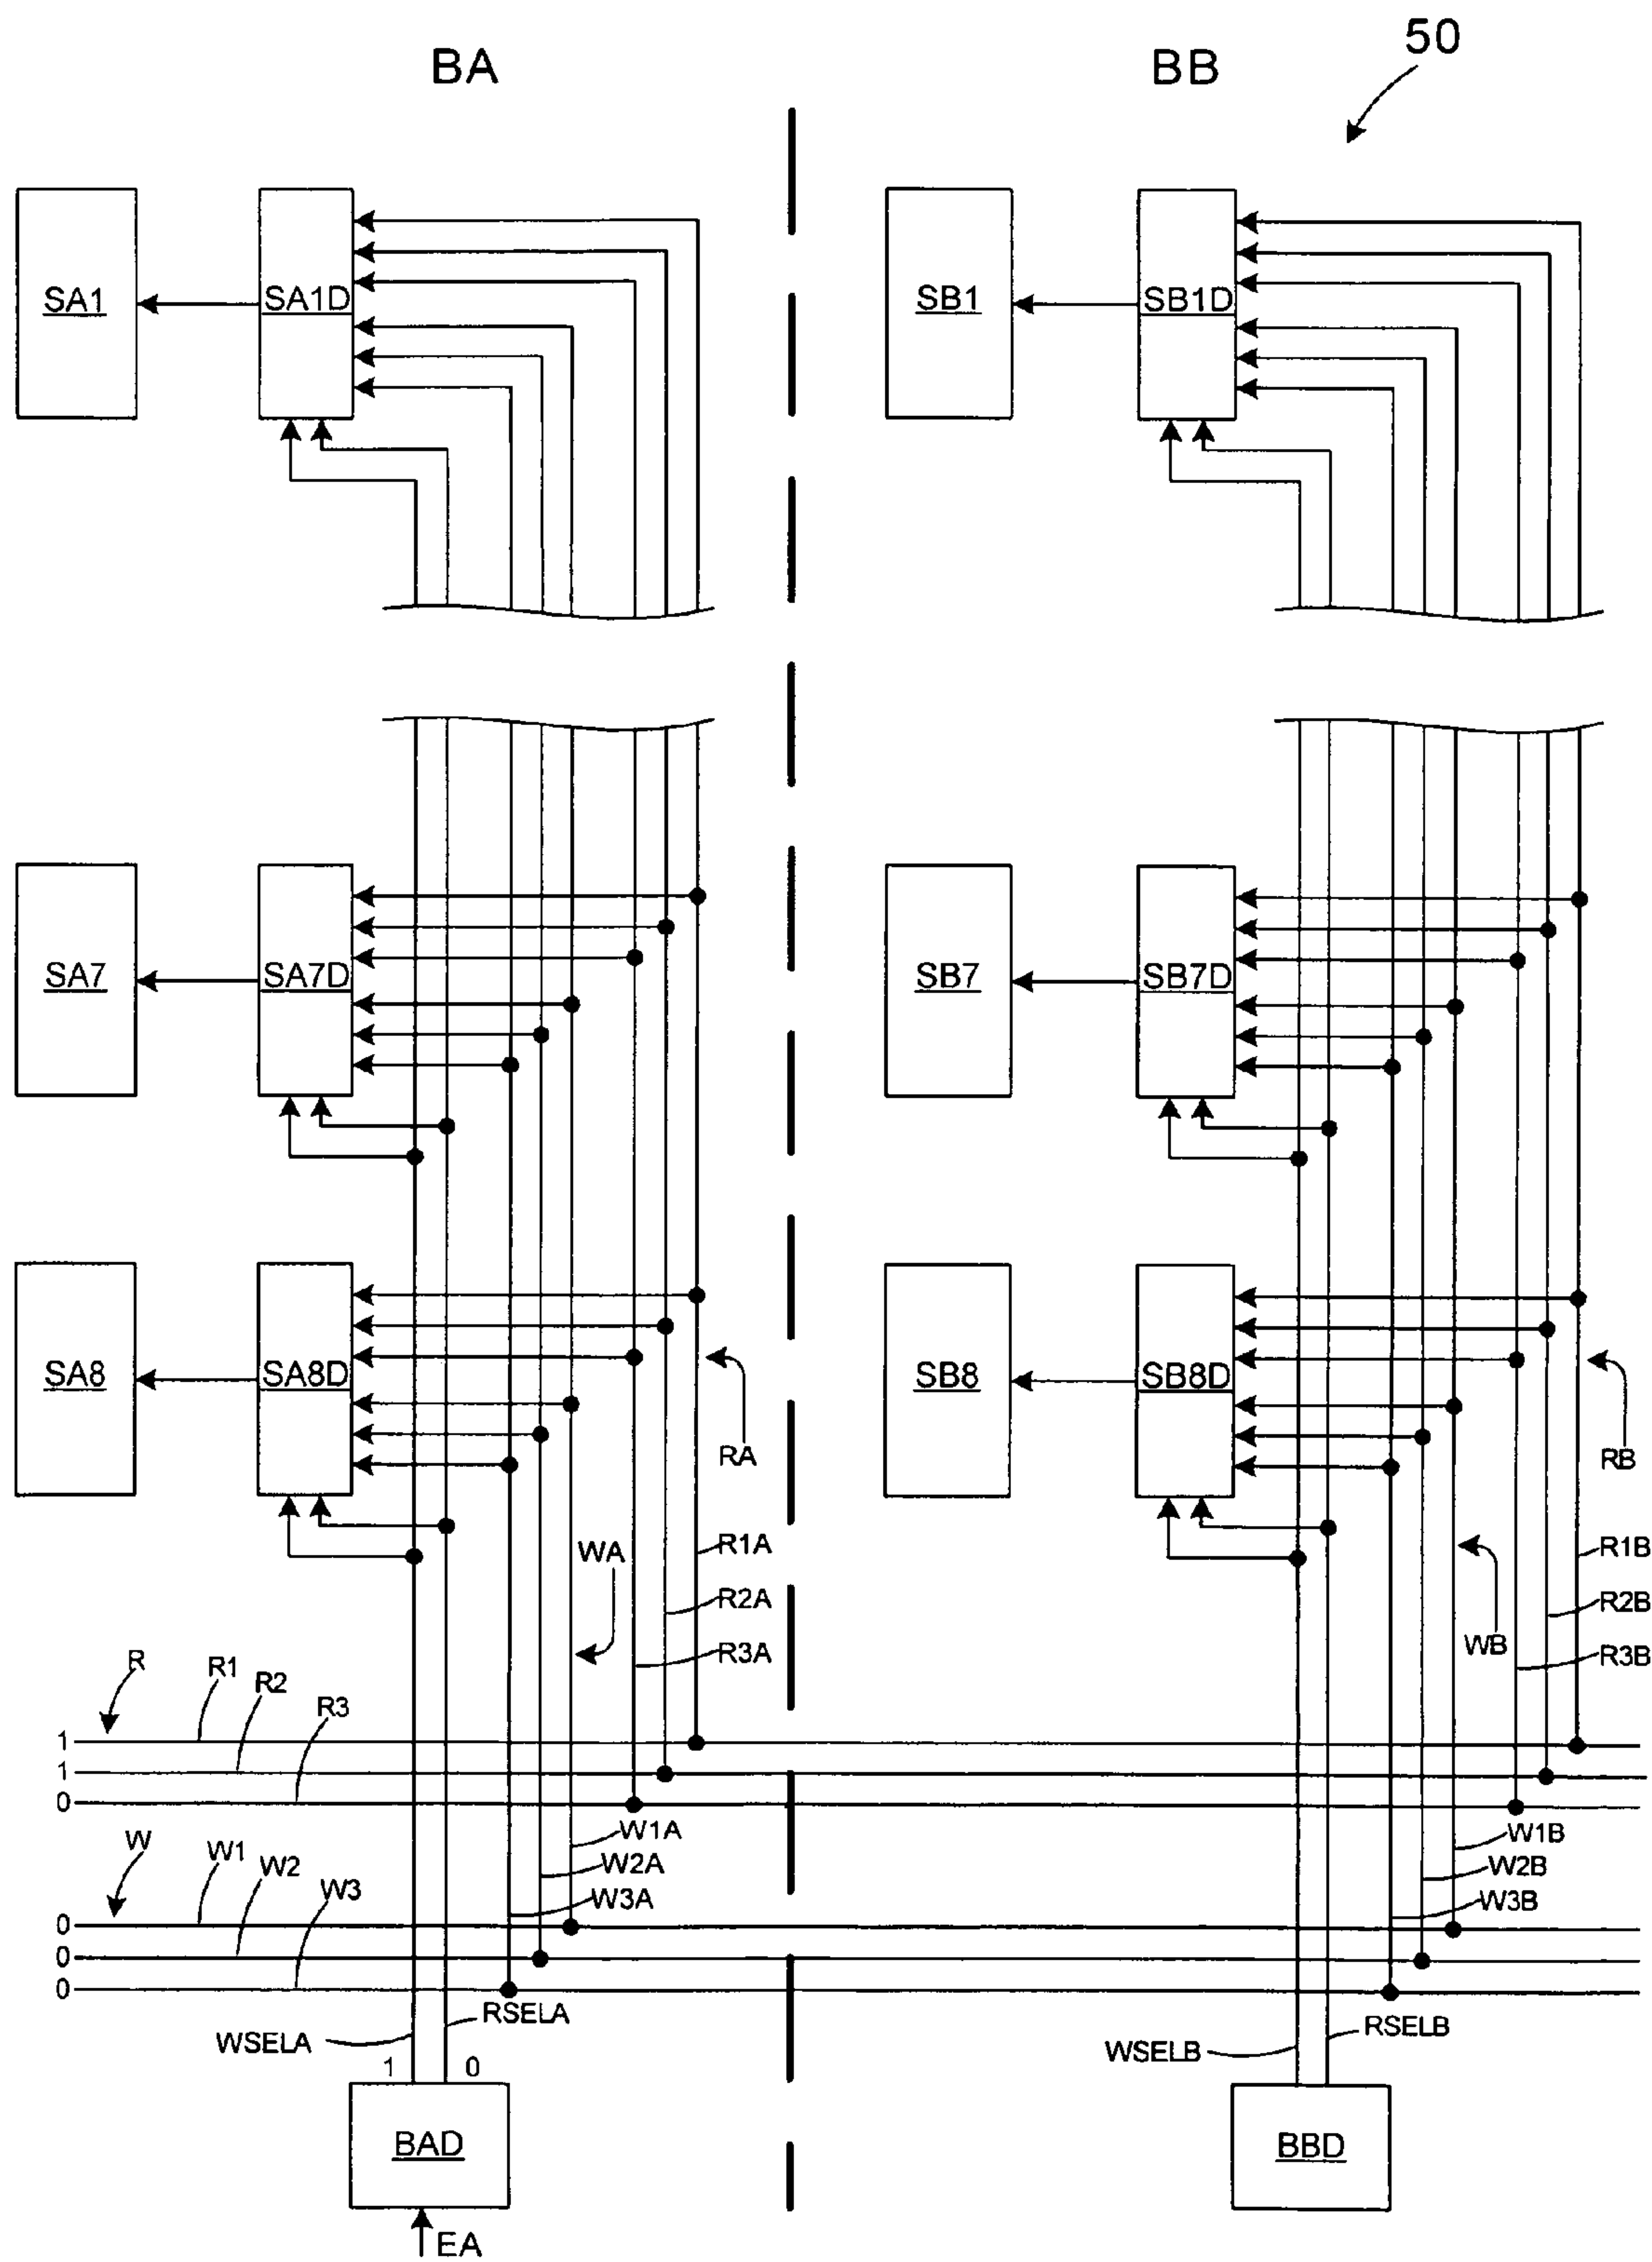 BA
BB
50
SA1
SA1D
SB1
SB1D
SA7
SA7D
SB7
SB7D
SA8
SA8D
SB8
SB8D
RA
RB
WA
R1A
R2A
R3A
WB
R1B
R2B
R3B
R
R1
R2
R3
1
1
0
W1A
W2A
W3A
W1B
W2B
W3B
W
W1
W2
W3
0
0
0
WSELA
RSELA
WSELB
RSELB
1
0
BAD
BBD
EA